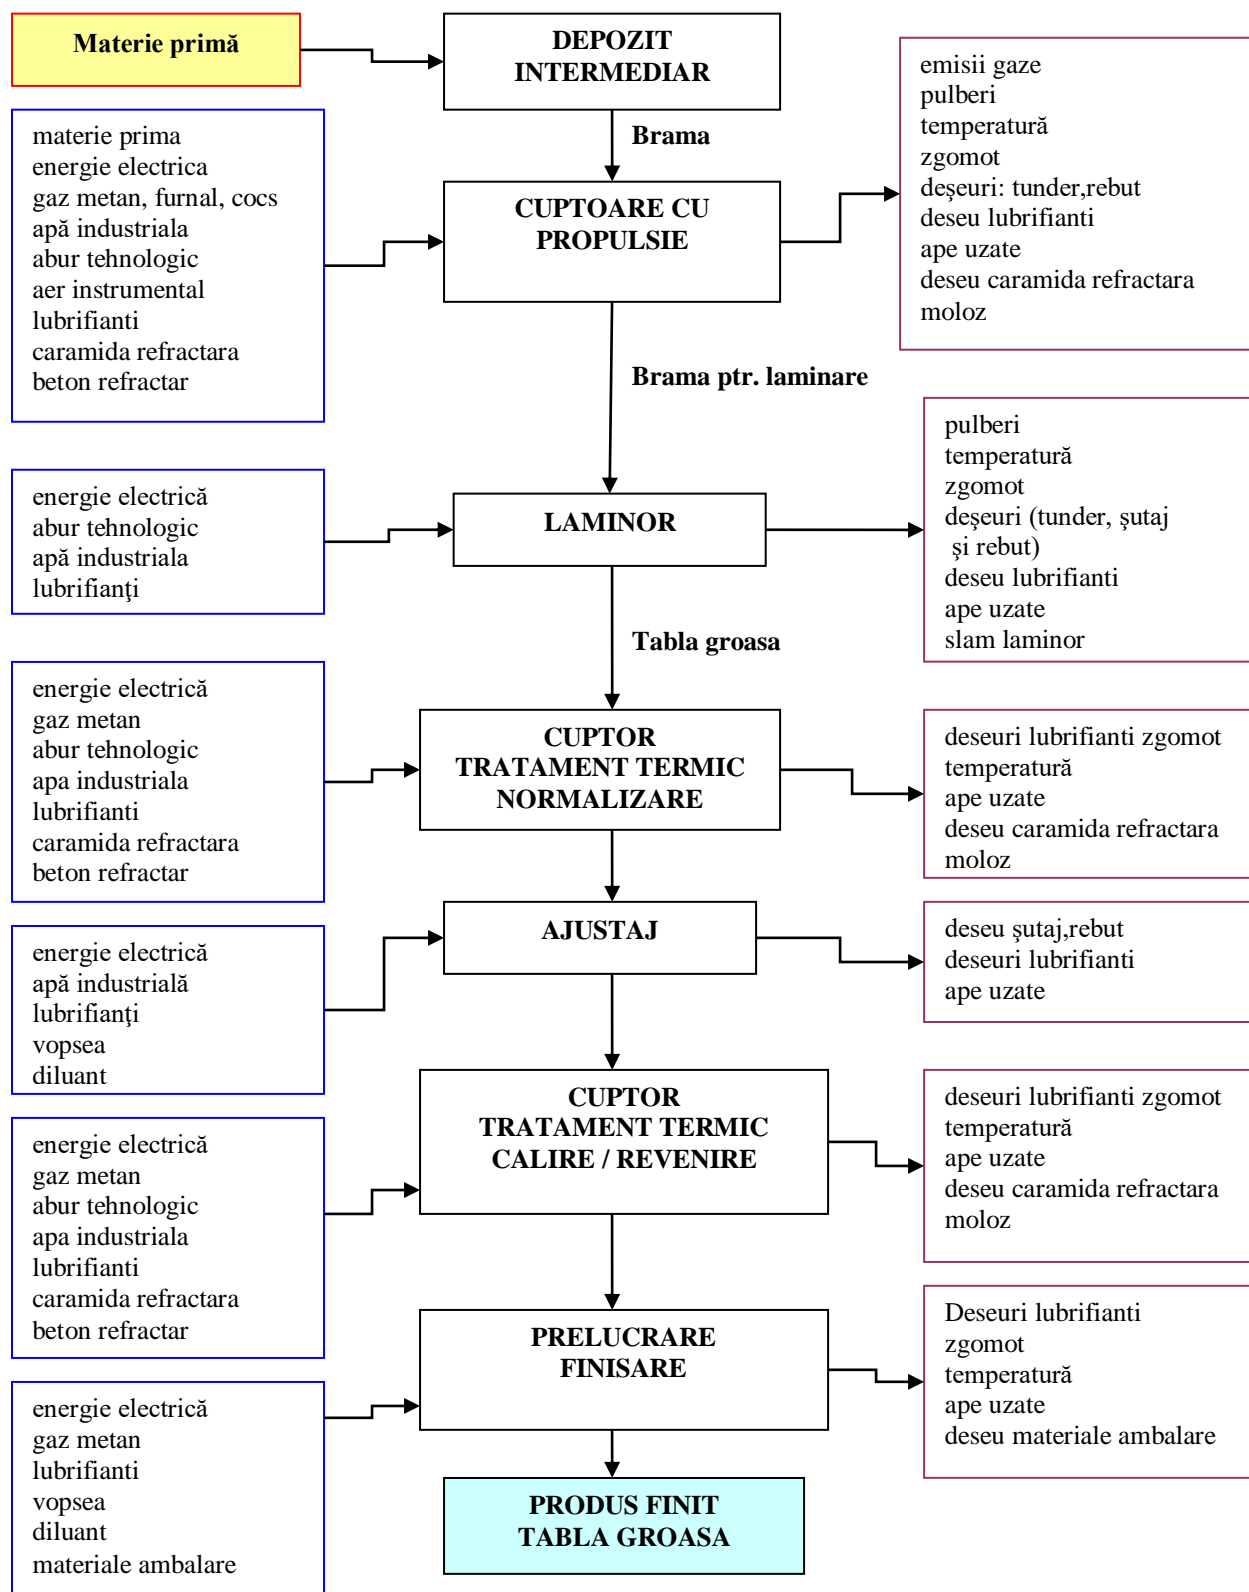 Materie primă
DEPOZIT
INTERMEDIAR
Brama
materie prima
energie electrica
gaz metan, furnal, cocs
apă industriala
abur tehnologic
aer instrumental
lubrifianti
caramida refractara
beton refractar
CUPTOARE CU
PROPULSIE
emisii gaze
pulberi
temperatură
zgomot
deşeuri: tunder,rebut
deseu lubrifianti
ape uzate
deseu caramida refractara
moloz
Brama ptr. laminare
energie electrică
abur tehnologic
apă industriala
lubrifianţi
LAMINOR
pulberi
temperatură
zgomot
deşeuri (tunder, şutaj
şi rebut)
deseu lubrifianti
ape uzate
slam laminor
Tabla groasa
energie electrică
gaz metan
abur tehnologic
apa industriala
lubrifianti
caramida refractara
beton refractar
CUPTOR
TRATAMENT TERMIC
NORMALIZARE
deseuri lubrifianti zgomot
temperatură
ape uzate
deseu caramida refractara
moloz
energie electrică
apă industrială
lubrifianţi
vopsea
diluant
AJUSTAJ
deseu şutaj,rebut
deseuri lubrifianti
ape uzate
energie electrică
gaz metan
abur tehnologic
apa industriala
lubrifianti
caramida refractara
beton refractar
CUPTOR
TRATAMENT TERMIC
CALIRE / REVENIRE
deseuri lubrifianti zgomot
temperatură
ape uzate
deseu caramida refractara
moloz
energie electrică
gaz metan
lubrifianti
vopsea
diluant
materiale ambalare
PRELUCRARE
FINISARE
Deseuri lubrifianti
zgomot
temperatură
ape uzate
deseu materiale ambalare
PRODUS FINIT
TABLA GROASA